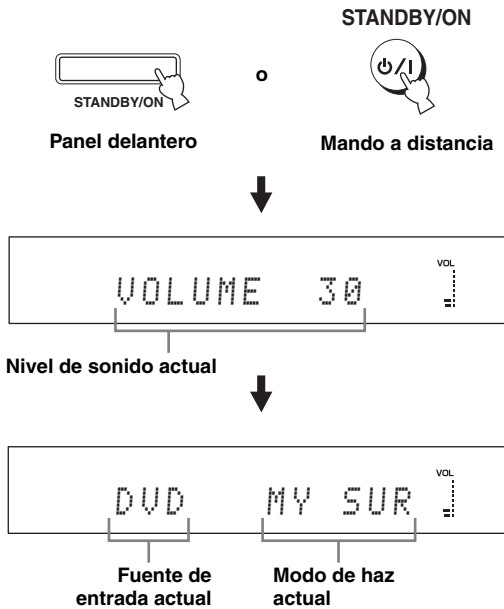 STANDBY/ON
STANDBY/ON
o
Panel delantero
Mando a distancia
VOLUME 30
VOL
Nivel de sonido actual
DVD MY SUR
VOL
Fuente de
entrada actual
Modo de haz
actual